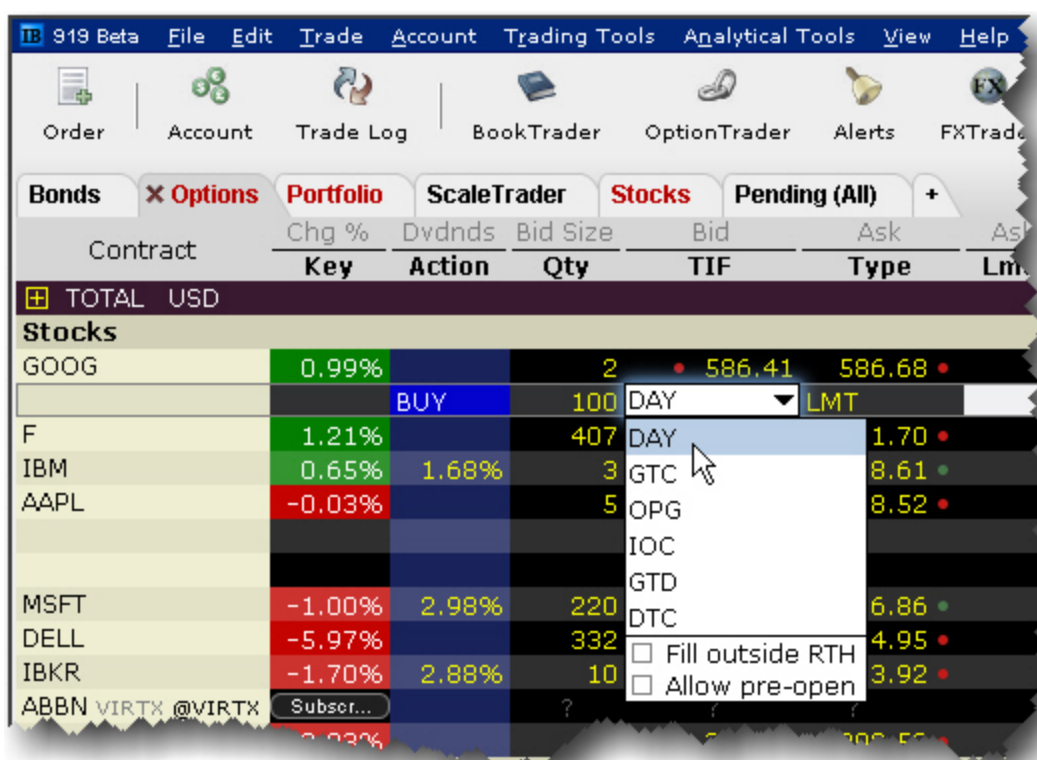 IB 919 Beta File Edit Trade Account Trading Tools Analytical Tools View Help
Order Account Trade Log BookTrader OptionTrader Alerts FXTrade
Bonds Options Portfolio ScaleTrader Stocks Pending (All) +
Contract Chg % Dvdnds Bid Size Bid Ask
Key Action Qty TIF Type
+ TOTAL USD
Stocks
GOOG 0.99% 2 586.41 586.68
BUY 100 DAY LMT
F 1.21% 407 DAY 1.70
IBM 0.65% 1.68% 3 GTC 8.61
AAPL -0.03% 5 OPG 8.52
IOC
GTD
MSFT -1.00% 2.98% 220 DTC 6.86
DELL -5.97% 332 4.95
Fill outside RTH
IBKR -1.70% 2.88% 10 3.92
Allow pre-open
ABBN VIRTX @VIRTX Subscr... ? ? ?